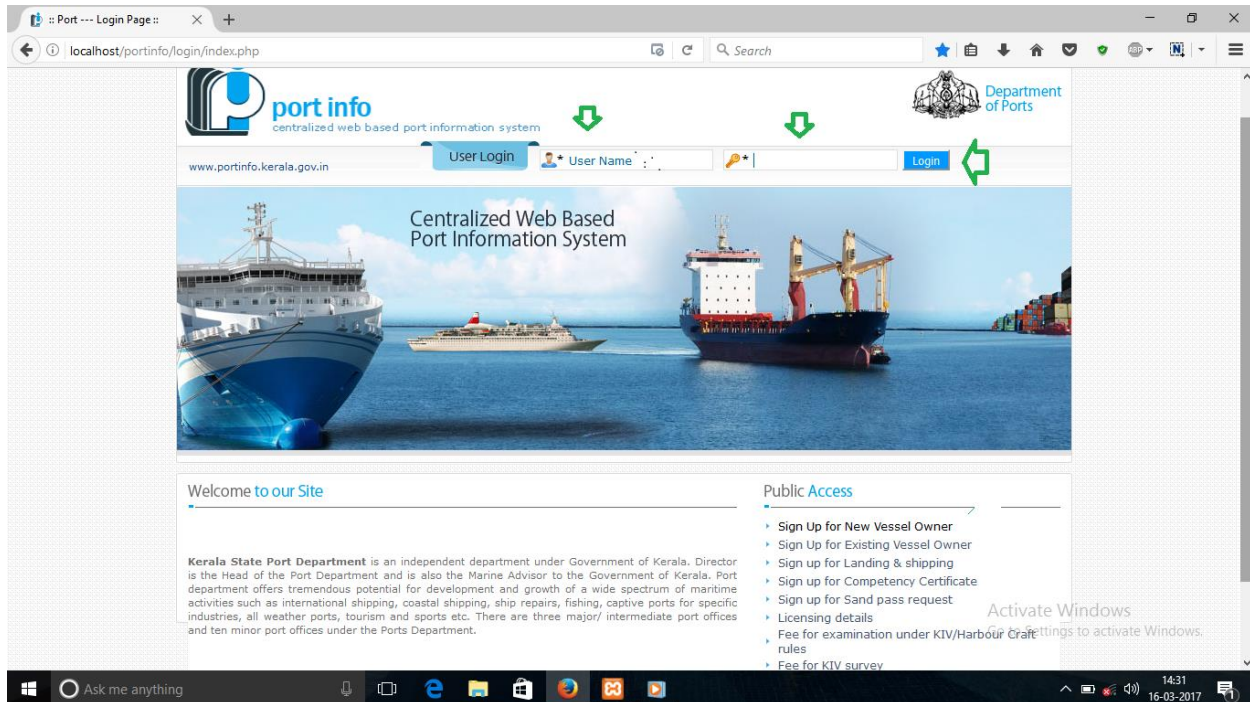 :: Port --- Login Page ::
localhost/portinfo/login/index.php
Search
ABP
N
port info
centralized web based port information system
Department
of Ports
www.portinfo.kerala.gov.in
User Login
* User Name
*
Login
Centralized Web Based
Port Information System
Welcome to our Site
Kerala State Port Department is an independent department under Government of Kerala. Director
is the Head of the Port Department and is also the Marine Advisor to the Government of Kerala. Port
department offers tremendous potential for development and growth of a wide spectrum of maritime
activities such as international shipping, coastal shipping, ship repairs, fishing, captive ports for specific
industries, all weather ports, tourism and sports etc. There are three major/ intermediate port offices
and ten minor port offices under the Ports Department.
Public Access
Sign Up for New Vessel Owner
Sign Up for Existing Vessel Owner
Sign up for Landing & shipping
Sign up for Competency Certificate
Sign up for Sand pass request
Licensing details
Fee for examination under KIV/Harbour Craft
rules
Fee for KIV survey
Activate Windows
Go to Settings to activate Windows.
Ask me anything
14:31
16-03-2017